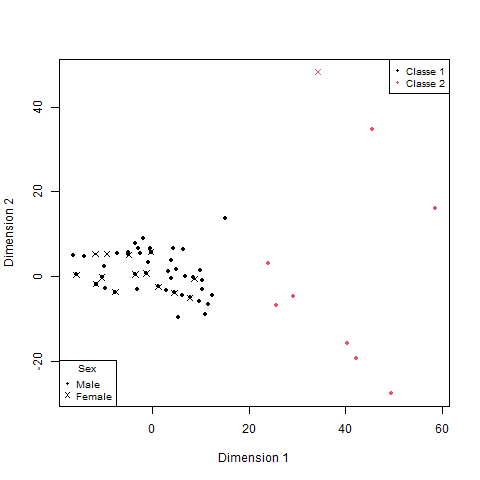 Classe 1
Classe 2
40
20
0
-20
Dimension 2
Sex
Male
Female
0
20
40
60
Dimension 1